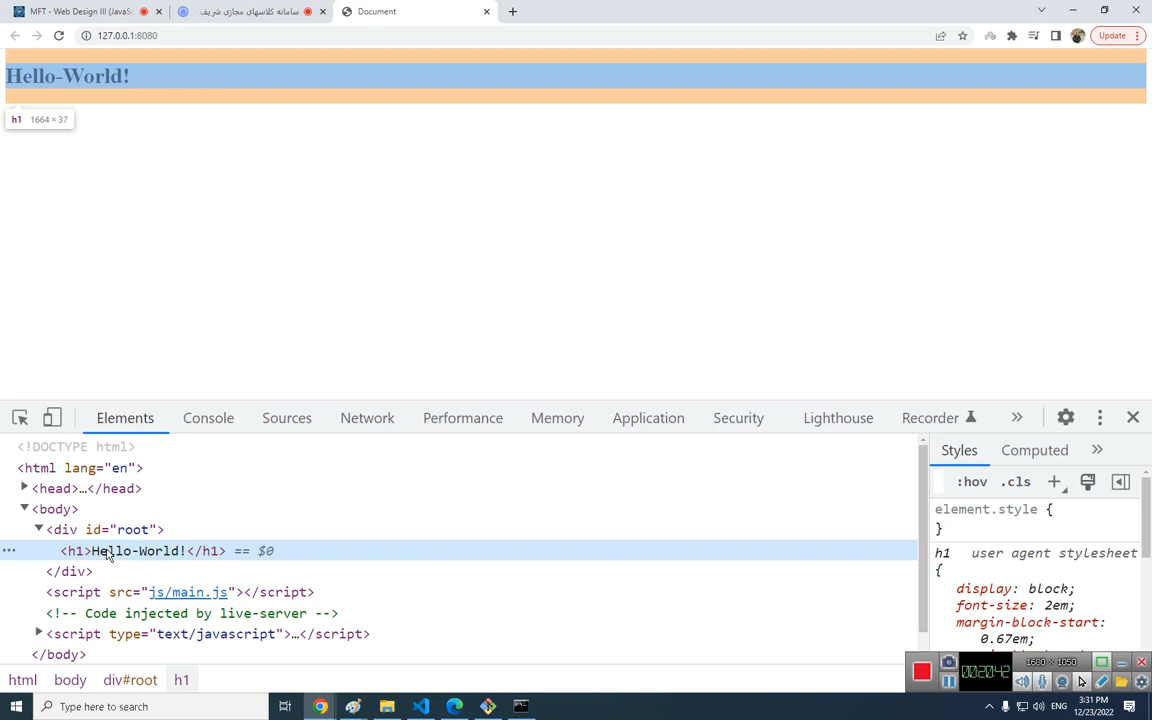 MFT - Web Design III (JavaSc
سامانه کلاسهای مجازی شریف
Document
127.0.0.1:8080
Update
Hello-World!
h1 1664 × 37
Elements Console Sources Network Performance Memory Application Security Lighthouse Recorder
<!DOCTYPE html>
<html lang="en">
<head>…</head>
<body>
<div id="root">
<h1>Hello-World!</h1> == $0
</div>
<script src="js/main.js"></script>
<!-- Code injected by live-server -->
<script type="text/javascript">…</script>
</body>
html body div#root h1
Styles Computed
:hov .cls
element.style {
}
h1 user agent stylesheet
{
display: block;
font-size: 2em;
margin-block-start:
0.67em;
1680 × 1050
00:20:42
Type here to search
ENG
3:31 PM
12/23/2022